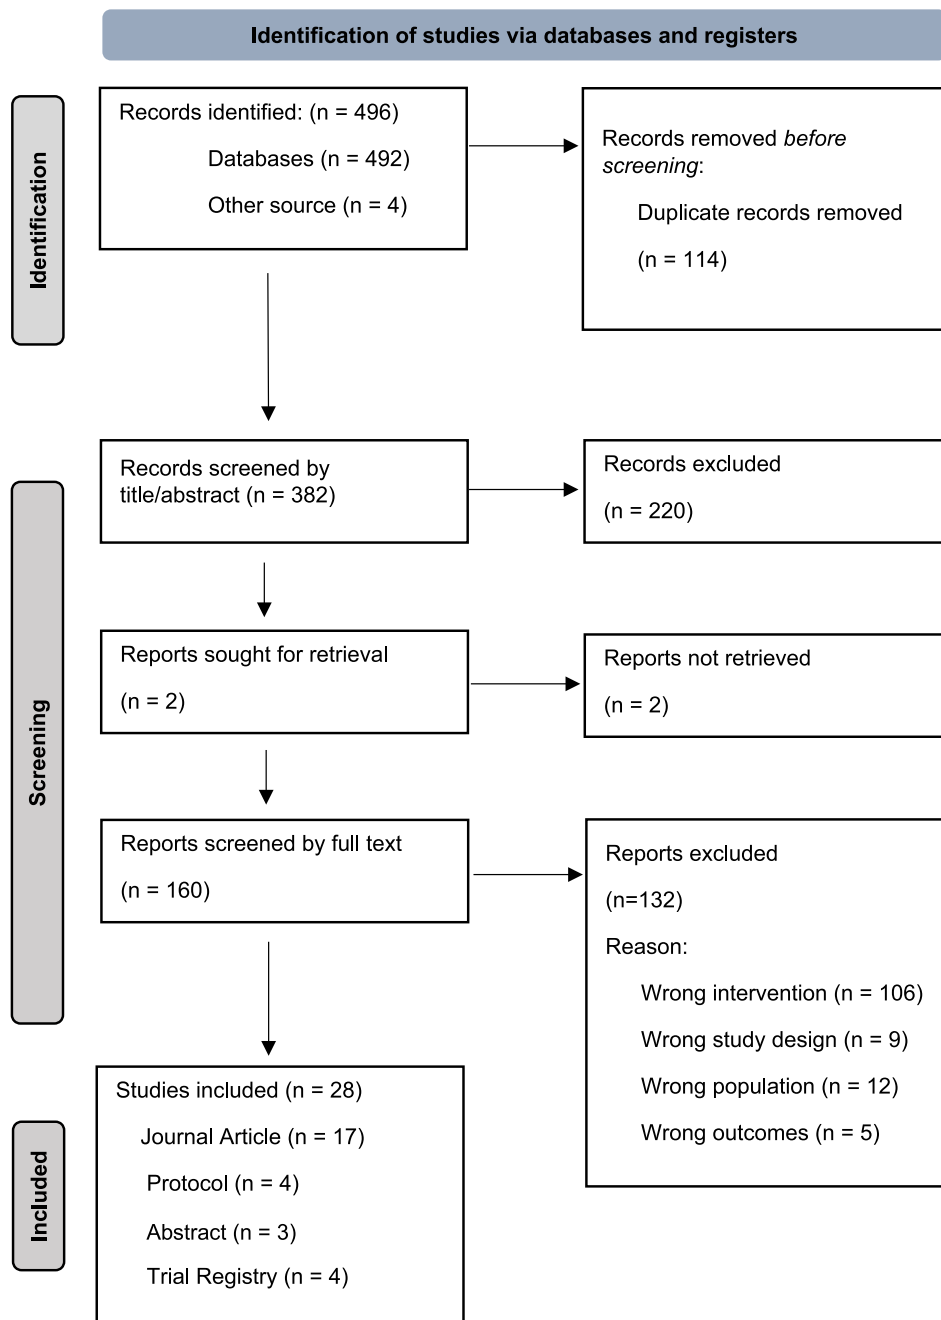 Identification of studies via databases and registers
Identification
Records identified: (n = 496)
Databases (n = 492)
Other source (n = 4)
Records removed before
screening:
Duplicate records removed
(n = 114)
Screening
Records screened by
title/abstract (n = 382)
Records excluded
(n = 220)
Reports sought for retrieval
(n = 2)
Reports not retrieved
(n = 2)
Reports screened by full text
(n = 160)
Reports excluded
(n=132)
Reason:
Wrong intervention (n = 106)
Wrong study design (n = 9)
Wrong population (n = 12)
Wrong outcomes (n = 5)
Included
Studies included (n = 28)
Journal Article (n = 17)
Protocol (n = 4)
Abstract (n = 3)
Trial Registry (n = 4)